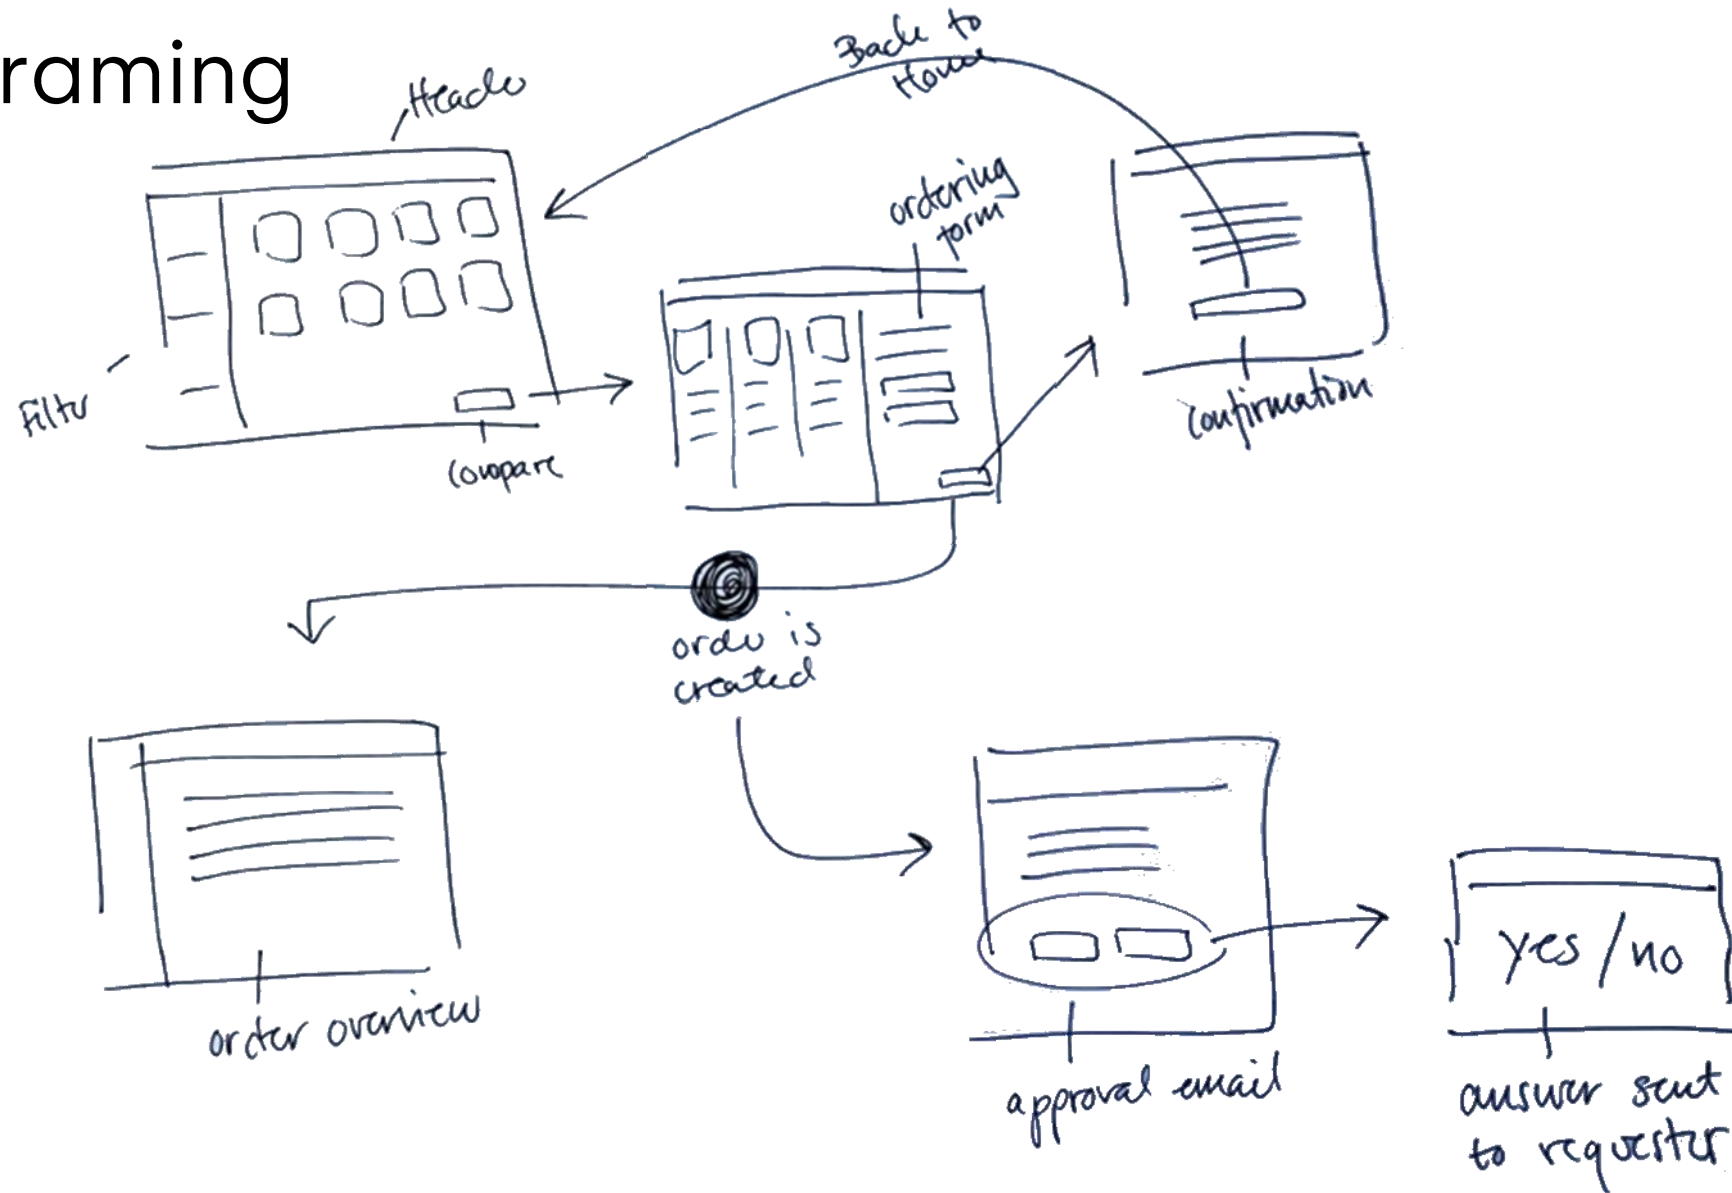 raming
Header
Back to
Home
ordering
form
Filter
Compare
Confirmation
order is
created
order overview
approval email
yes / no
answer sent
to requester